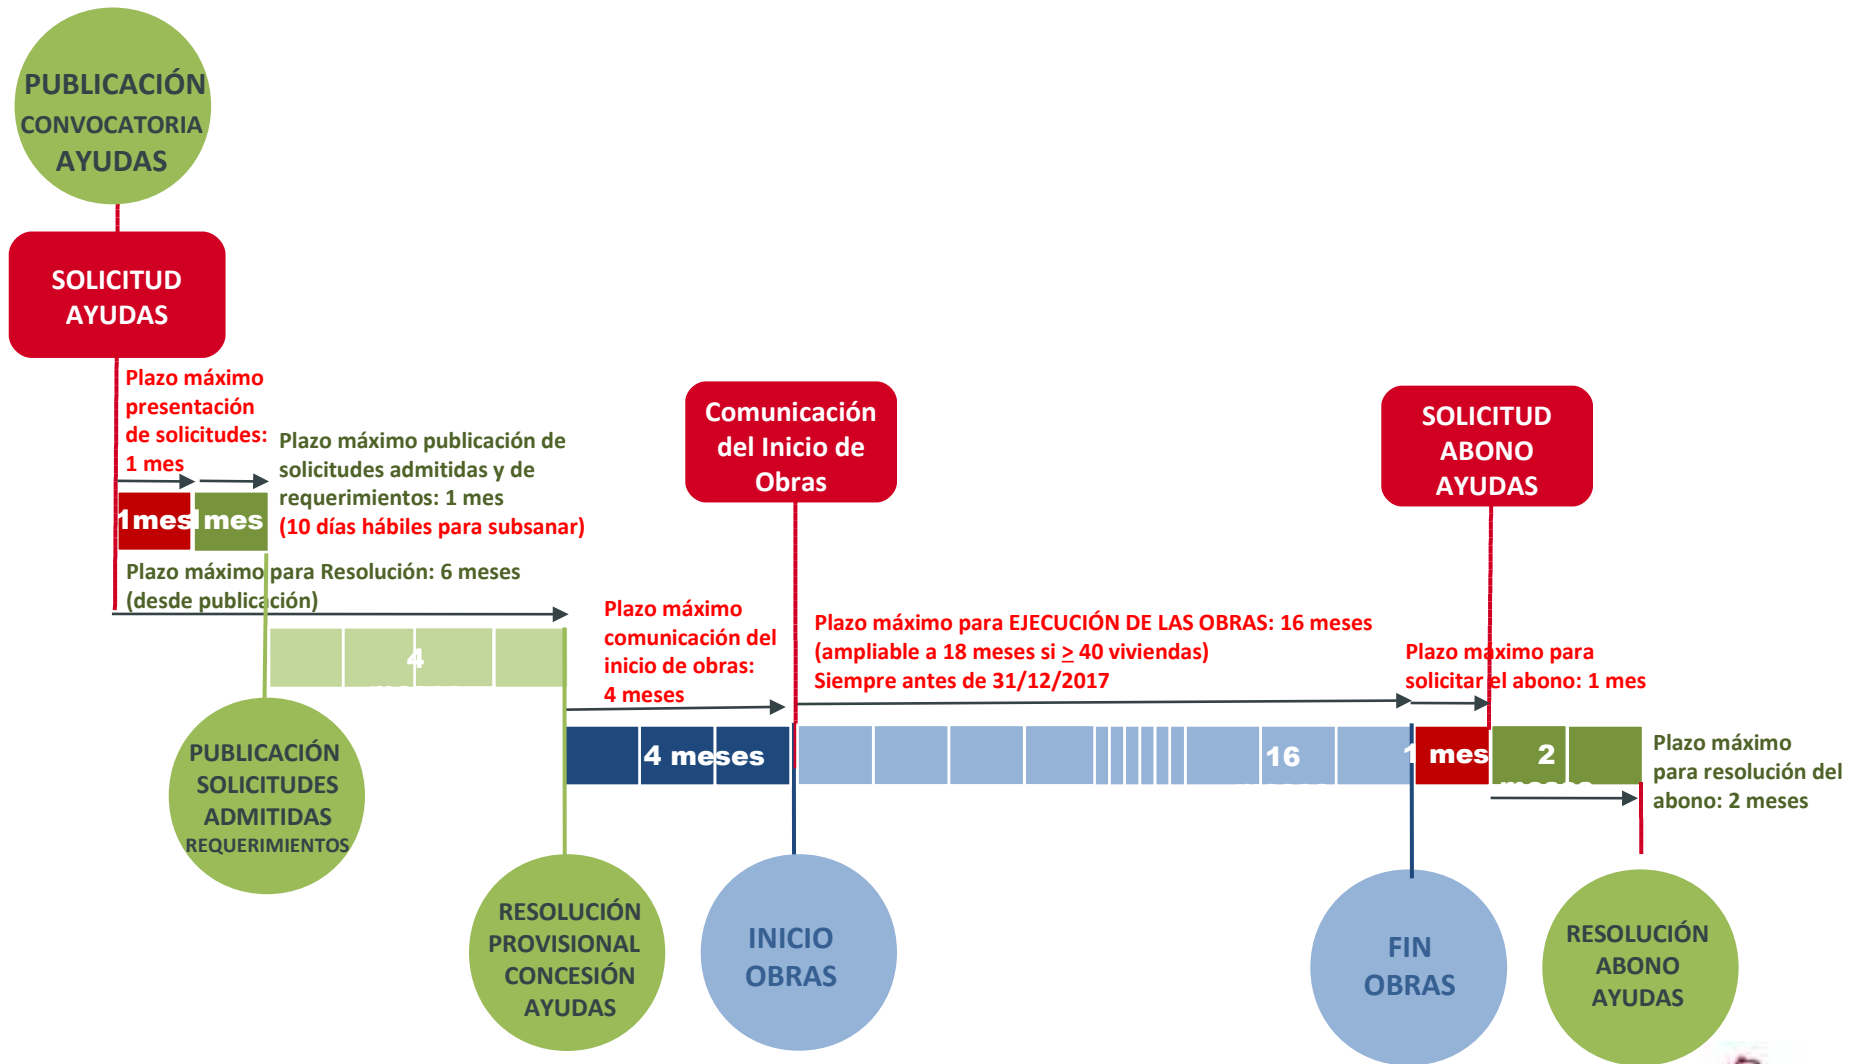 PUBLICACIÓN
CONVOCATORIA
AYUDAS
SOLICITUD
AYUDAS
Plazo máximo
presentación
de solicitudes:
1 mes
Plazo máximo publicación de
solicitudes admitidas y de
requerimientos: 1 mes
(10 días hábiles para subsanar)
1mes
1mes
Plazo máximo para Resolución: 6 meses
(desde publicación)
4
PUBLICACIÓN
SOLICITUDES
ADMITIDAS
REQUERIMIENTOS
Comunicación
del Inicio de
Obras
Plazo máximo
comunicación del
inicio de obras:
4 meses
4 meses
RESOLUCIÓN
PROVISIONAL
CONCESIÓN
AYUDAS
INICIO
OBRAS
Plazo máximo para EJECUCIÓN DE LAS OBRAS: 16 meses
(ampliable a 18 meses si ≥ 40 viviendas)
Siempre antes de 31/12/2017
16
SOLICITUD
ABONO
AYUDAS
Plazo máximo para
solicitar el abono: 1 mes
1 mes
2
Plazo máximo
para resolución del
abono: 2 meses
FIN
OBRAS
RESOLUCIÓN
ABONO
AYUDAS